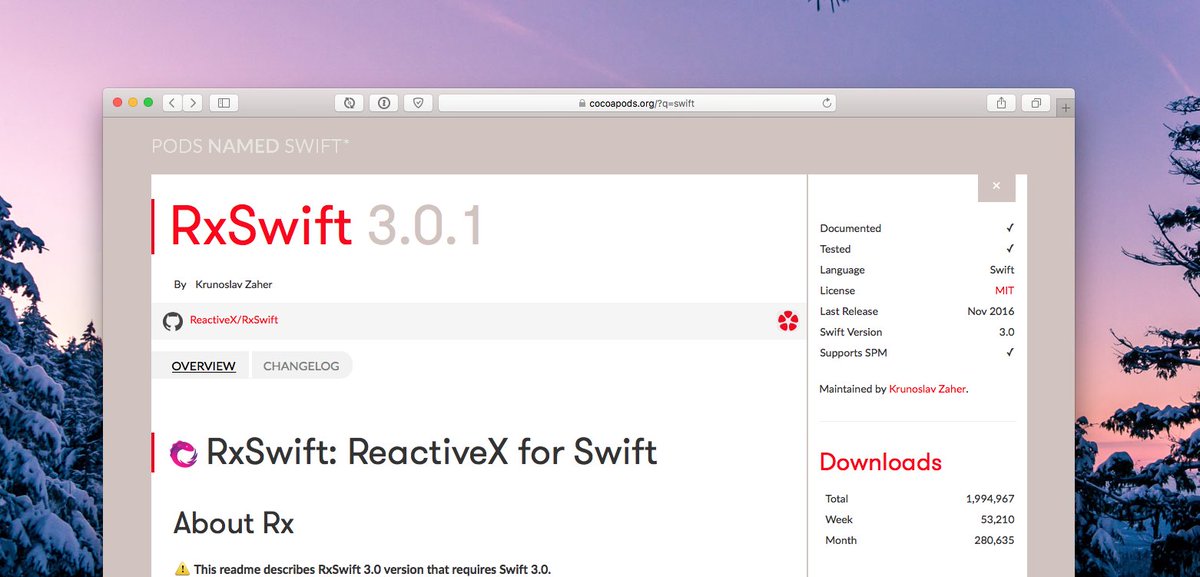 cocoapods.org/?q=swift
PODS NAMED SWIFT*
RxSwift 3.0.1
By Krunoslav Zaher
ReactiveX/RxSwift
OVERVIEW CHANGELOG
RxSwift: ReactiveX for Swift
About Rx
⚠️ This readme describes RxSwift 3.0 version that requires Swift 3.0.
×
Documented ✓
Tested ✓
Language Swift
License MIT
Last Release Nov 2016
Swift Version 3.0
Supports SPM ✓
Maintained by Krunoslav Zaher.
Downloads
Total 1,994,967
Week 53,210
Month 280,635